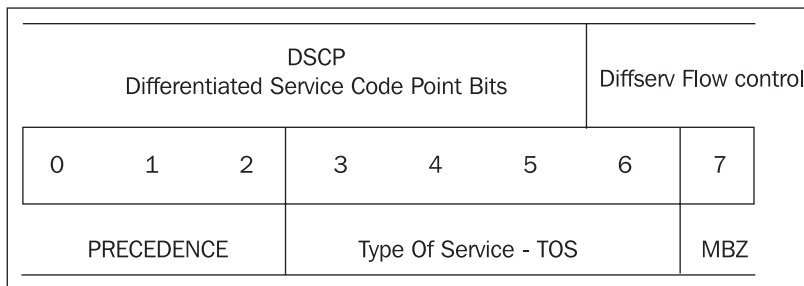 DSCP
Differentiated Service Code Point Bits
Diffserv Flow control
0 1 2 3 4 5 6 7
PRECEDENCE Type Of Service - TOS MBZ